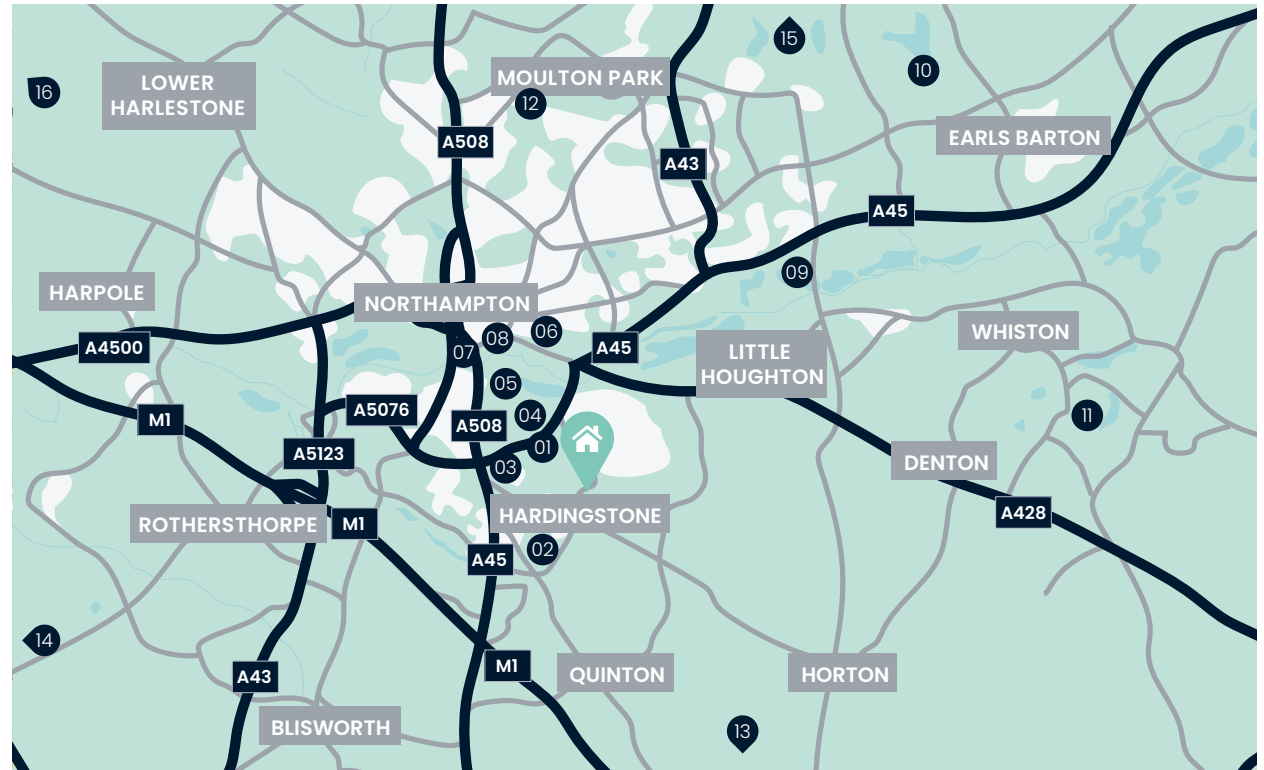 15
10
16
LOWER
HARLESTONE
MOULTON PARK
12
A508
EARLS BARTON
A43
A45
09
HARPOLE
NORTHAMPTON
08
06
WHISTON
A4500
07
A45
LITTLE
HOUGHTON
05
A5076
04
11
M1
A508
01
A5123
03
DENTON
HARDINGSTONE
A428
ROTHERSTHORPE
M1
02
A45
14
M1
QUINTON
HORTON
A43
BLISWORTH
13